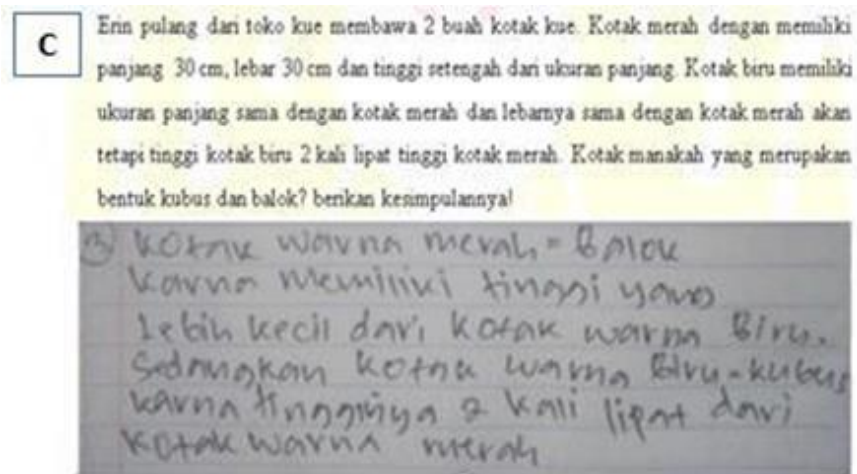 C
Erin pulang dari toko kue membawa 2 buah kotak kue. Kotak merah dengan memiliki
panjang 30 cm, lebar 30 cm dan tinggi setengah dari ukuran panjang. Kotak biru memiliki
ukuran panjang sama dengan kotak merah dan lebarnya sama dengan kotak merah akan
tetapi tinggi kotak biru 2 kali lipat tinggi kotak merah. Kotak manakah yang merupakan
bentuk kubus dan balok? berikan kesimpulannya!
3 Kotak warna merah = Balok
karna memiliki tinggi yang
lebih kecil dari kotak warna Biru.
Sedangkan kotak warna Biru = kubus
karna tingginya 2 kali lipat dari
kotak warna merah